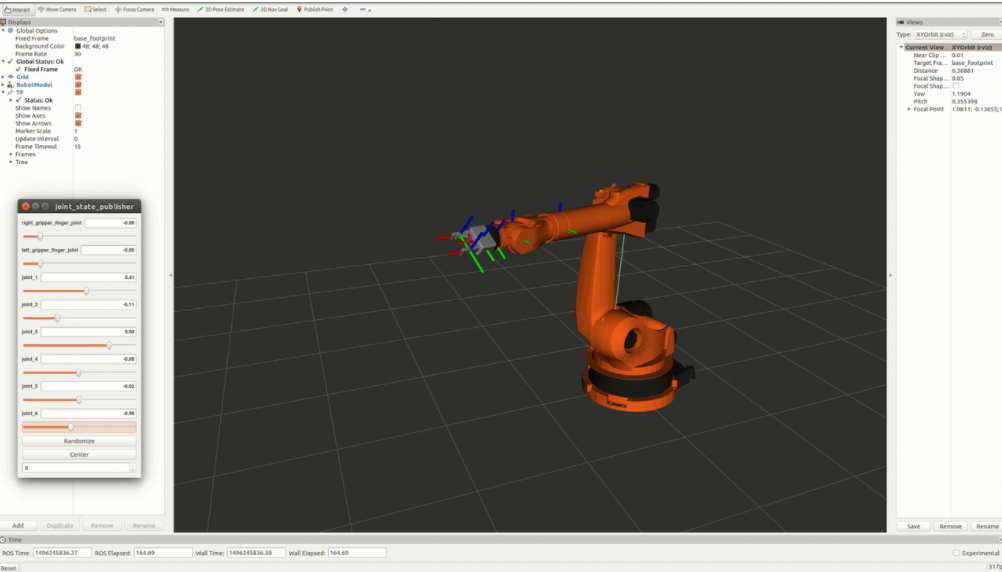 Interact Move Camera Select Focus Camera Measure 2D Pose Estimate 2D Nav Goal Publish Point
Displays
Global Options
Fixed Frame base_footprint
Background Color 48; 48; 48
Frame Rate 30
Global Status: Ok
Fixed Frame OK
Grid
RobotModel
TF
Status: Ok
Show Names
Show Axes
Show Arrows
Marker Scale 1
Update Interval 0
Frame Timeout 15
Frames
Tree
joint_state_publisher
right_gripper_finger_joint -0.00
left_gripper_finger_joint -0.00
joint_1 0.41
joint_2 -0.11
joint_3 0.04
joint_4
joint_5 -0.02
joint_6 -0.96
Randomize
Center
8
Add Duplicate Remove Rename
Views
Type: XYOrbit (rviz) Zero
Current View XYOrbit (rviz)
Near Clip ... 0.01
Target Fra... base_footprint
Distance 6.36881
Focal Shap... 0.05
Focal Shap...
Yaw 1.1904
Pitch 0.355398
Focal Point 1.0811; -0.13655; 0
Save Remove Rename
Time
ROS Time: 1496245836.27 ROS Elapsed: 164.69 Wall Time: 1496245836.30 Wall Elapsed: 164.69 Experimental
Reset 31 fp